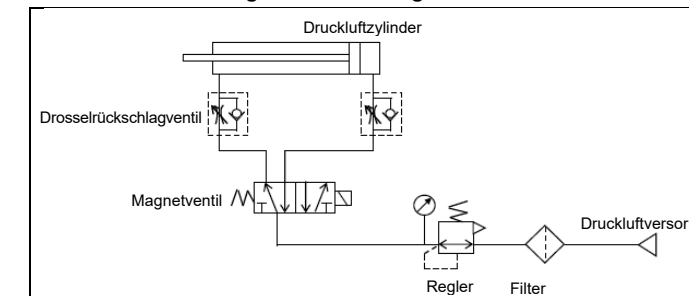 Druckluftzylinder
Drosselrückschlagventil
Magnetventil
Druckluftversor
Regler
Filter